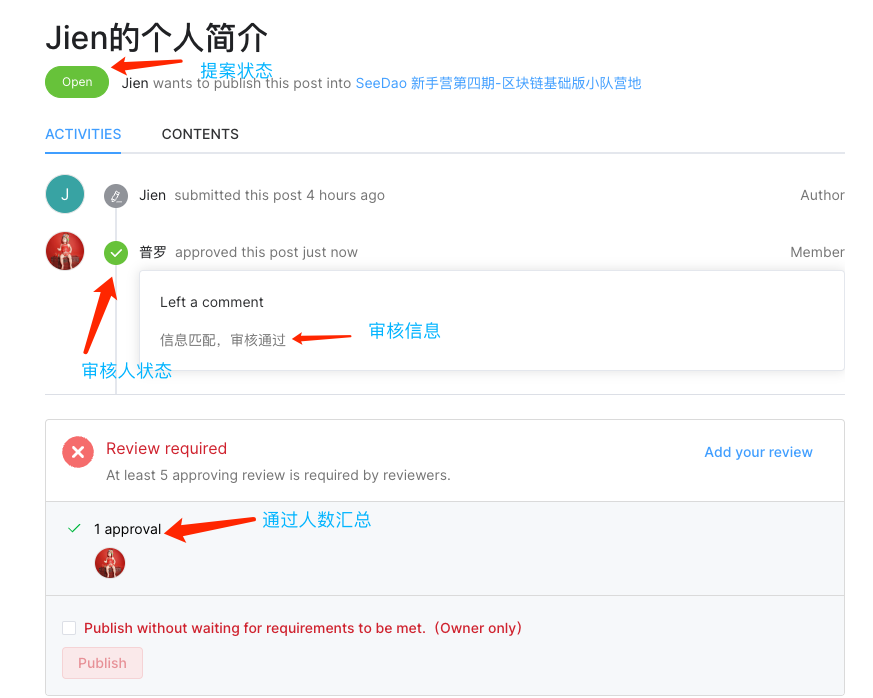 Jien的个人简介
Open
提案状态
Jien wants to publish this post into SeeDao 新手营第四期-区块链基础版小队营地
ACTIVITIES CONTENTS
J Jien submitted this post 4 hours ago Author
普罗 approved this post just now Member
Left a comment
信息匹配，审核通过
审核信息
审核人状态
Review required
Add your review
At least 5 approving review is required by reviewers.
1 approval
通过人数汇总
Publish without waiting for requirements to be met.（Owner only）
Publish